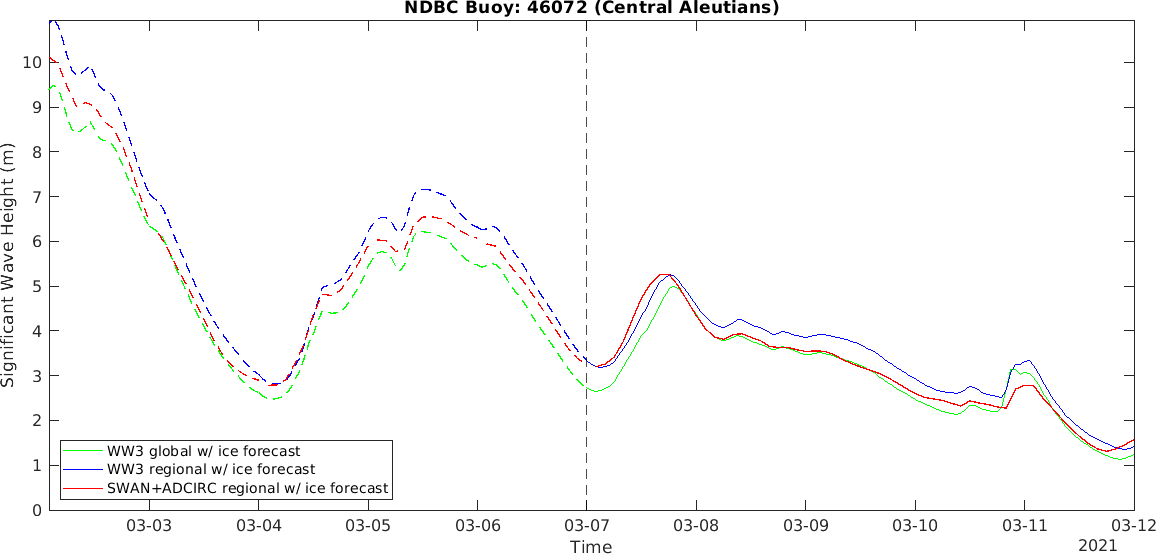 NDBC Buoy: 46072 (Central Aleutians)
Significant Wave Height (m)
10
9
8
7
6
5
4
3
2
1
0
WW3 global w/ ice forecast
WW3 regional w/ ice forecast
SWAN+ADCIRC regional w/ ice forecast
03-03 03-04 03-05 03-06 03-07 03-08 03-09 03-10 03-11 03-12
Time
2021